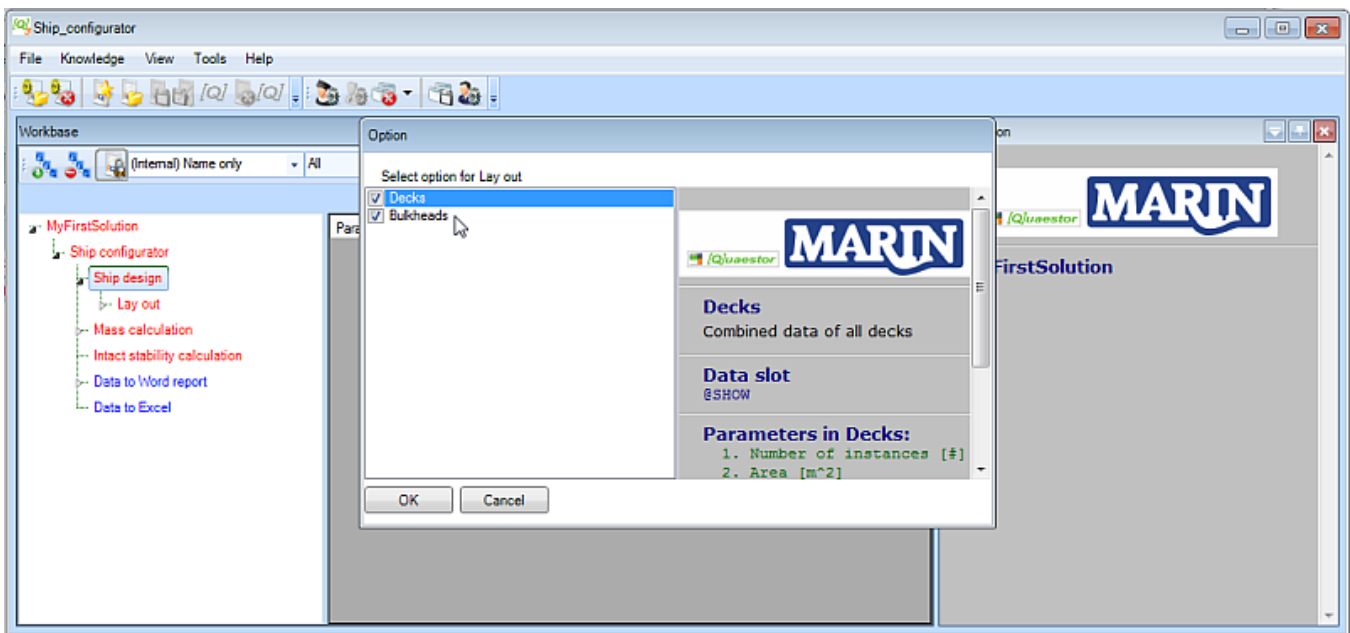 Ship_configurator
File Knowledge View Tools Help
Workbase
(Internal) Name only
All
MyFirstSolution
Ship configurator
Ship design
Lay out
Mass calculation
Intact stability calculation
Data to Word report
Data to Excel
Para
Option
Select option for Lay out
Decks
Bulkheads
[Q]uaestor MARIN
Decks
Combined data of all decks
Data slot
@SHOW
Parameters in Decks:
1. Number of instances [#]
2. Area [m^2]
OK Cancel
on
[Q]uaestor MARIN
FirstSolution